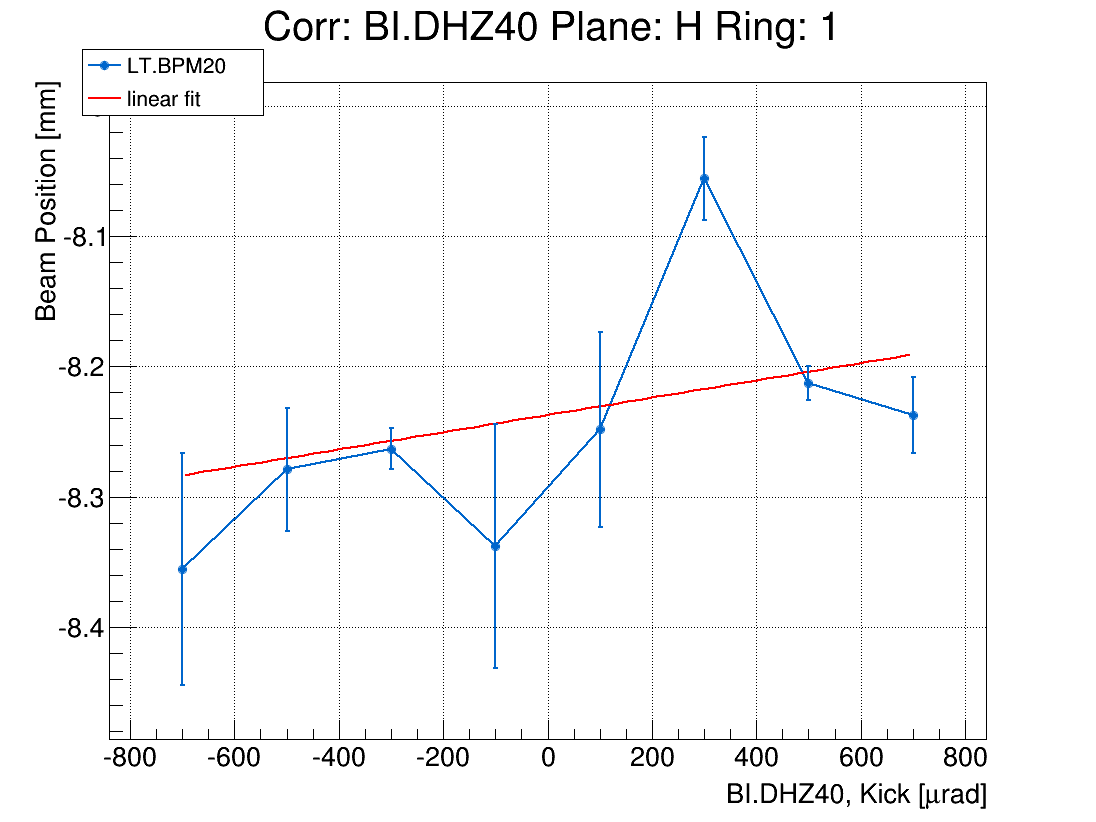 Corr: BI.DHZ40 Plane: H Ring: 1
LT.BPM20
linear fit
Beam Position [mm]
-8.1
-8.2
-8.3
-8.4
-800 -600 -400 -200 0 200 400 600 800
BI.DHZ40, Kick [μrad]